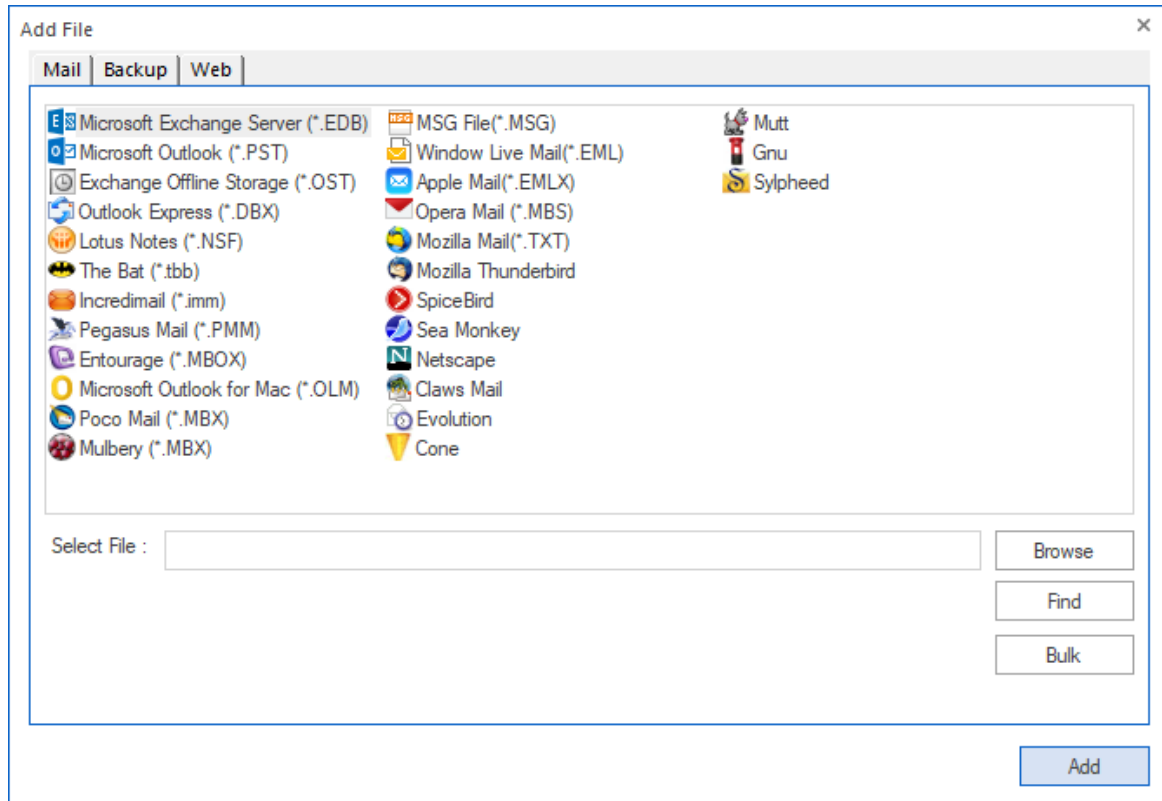 Add File
Mail Backup Web
Microsoft Exchange Server (*.EDB)
Microsoft Outlook (*.PST)
Exchange Offline Storage (*.OST)
Outlook Express (*.DBX)
Lotus Notes (*.NSF)
The Bat (*.tbb)
Incredimail (*.imm)
Pegasus Mail (*.PMM)
Entourage (*.MBOX)
Microsoft Outlook for Mac (*.OLM)
Poco Mail (*.MBX)
Mulbery (*.MBX)
MSG File(*.MSG)
Window Live Mail(*.EML)
Apple Mail(*.EMLX)
Opera Mail (*.MBS)
Mozilla Mail(*.TXT)
Mozilla Thunderbird
SpiceBird
Sea Monkey
Netscape
Claws Mail
Evolution
Cone
Mutt
Gnu
Sylpheed
Select File :
Browse
Find
Bulk
Add